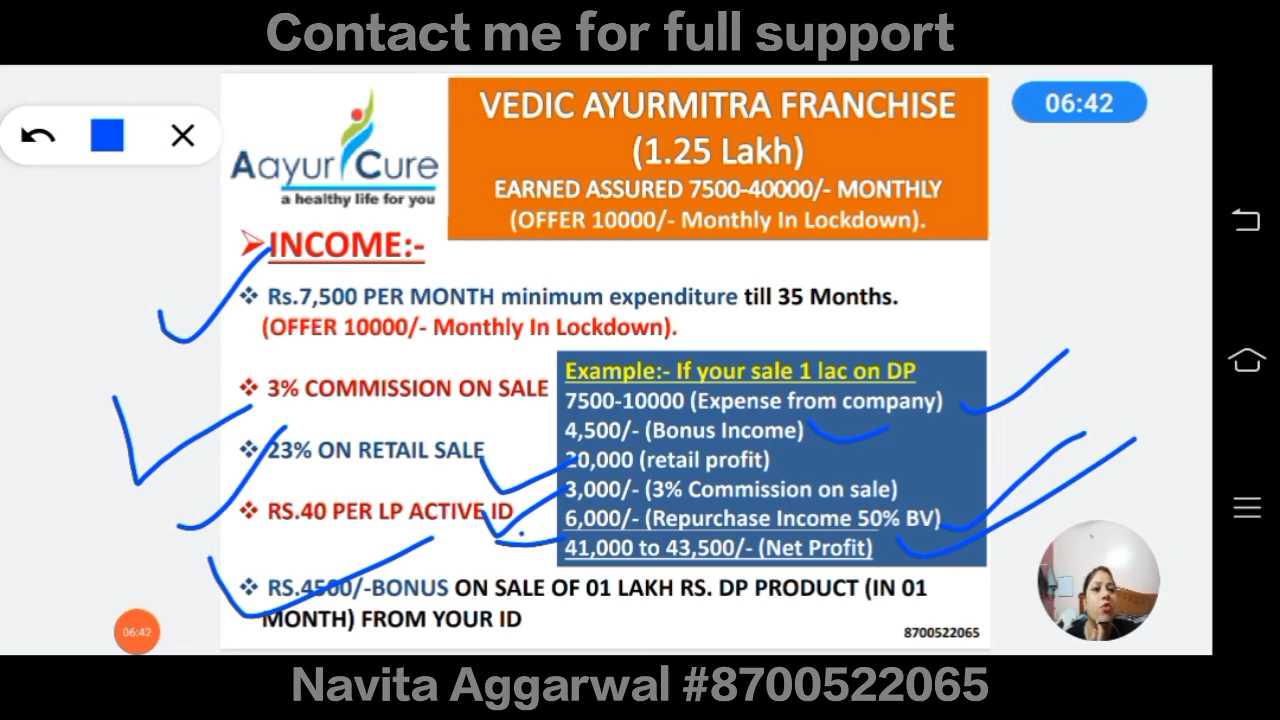 Contact me for full support
Aayur Cure
a healthy life for you
VEDIC AYURMITRA FRANCHISE
(1.25 Lakh)
EARNED ASSURED 7500-40000/- MONTHLY
(OFFER 10000/- Monthly In Lockdown).
06:42
INCOME:-
Rs.7,500 PER MONTH minimum expenditure till 35 Months.
(OFFER 10000/- Monthly In Lockdown).
3% COMMISSION ON SALE
23% ON RETAIL SALE
RS.40 PER LP ACTIVE ID
Example:- If your sale 1 lac on DP
7500-10000 (Expense from company)
4,500/- (Bonus Income)
20,000 (retail profit)
3,000/- (3% Commission on sale)
6,000/- (Repurchase Income 50% BV)
41,000 to 43,500/- (Net Profit)
RS.4500/-BONUS ON SALE OF 01 LAKH RS. DP PRODUCT (IN 01
MONTH) FROM YOUR ID
8700522065
06:42
Navita Aggarwal #8700522065